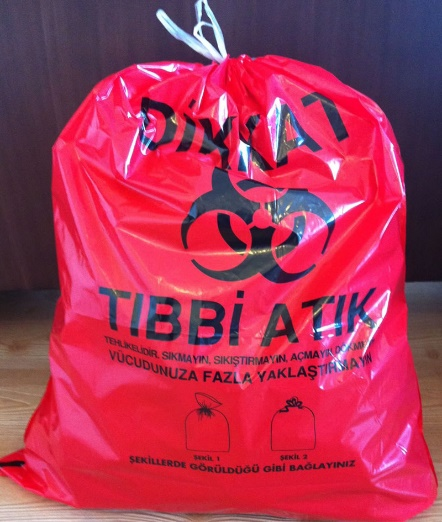 DİKKAT
TIBBİ ATIK
TEHLİKELİDİR, SIKMAYIN, SIKIŞTIRMAYIN, AÇMAYIN, DÖKMEYİN
VÜCUDUNUZA FAZLA YAKLAŞTIRMAYIN
ŞEKİL 1 ŞEKİL 2
ŞEKİLLERDE GÖRÜLDÜĞÜ GİBİ BAĞLAYINIZ